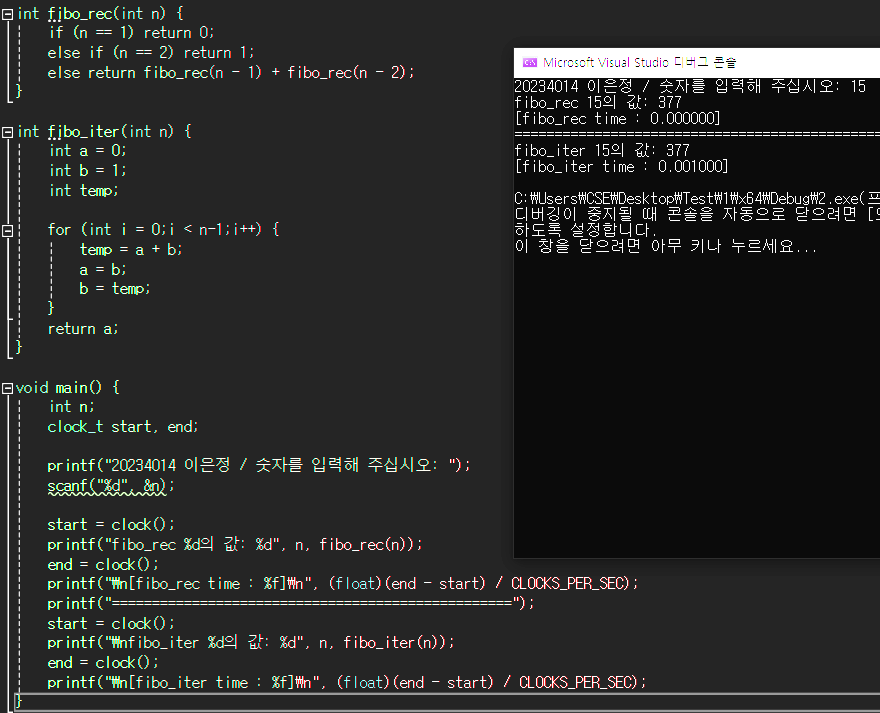 int fibo_rec(int n) {
if (n == 1) return 0;
else if (n == 2) return 1;
else return fibo_rec(n - 1) + fibo_rec(n - 2);
}
int fibo_iter(int n) {
int a = 0;
int b = 1;
int temp;
for (int i = 0;i < n-1;i++) {
temp = a + b;
a = b;
b = temp;
}
return a;
}
void main() {
int n;
clock_t start, end;
printf("20234014 이은정 / 숫자를 입력해 주십시오: ");
scanf("%d", &n);
start = clock();
printf("fibo_rec %d의 값: %d", n, fibo_rec(n));
end = clock();
printf("₩n[fibo_rec time : %f]₩n", (float)(end - start) / CLOCKS_PER_SEC);
printf("==================================================");
start = clock();
printf("₩nfibo_iter %d의 값: %d", n, fibo_iter(n));
end = clock();
printf("₩n[fibo_iter time : %f]₩n", (float)(end - start) / CLOCKS_PER_SEC);
}
Microsoft Visual Studio 디버그 콘솔
20234014 이은정 / 숫자를 입력해 주십시오: 15
fibo_rec 15의 값: 377
[fibo_rec time : 0.000000]
==============================================
fibo_iter 15의 값: 377
[fibo_iter time : 0.001000]
C:₩Users₩CSE₩Desktop₩Test₩1₩x64₩Debug₩2.exe(프
디버깅이 중지될 때 콘솔을 자동으로 닫으려면 [
하도록 설정합니다.
이 창을 닫으려면 아무 키나 누르세요...